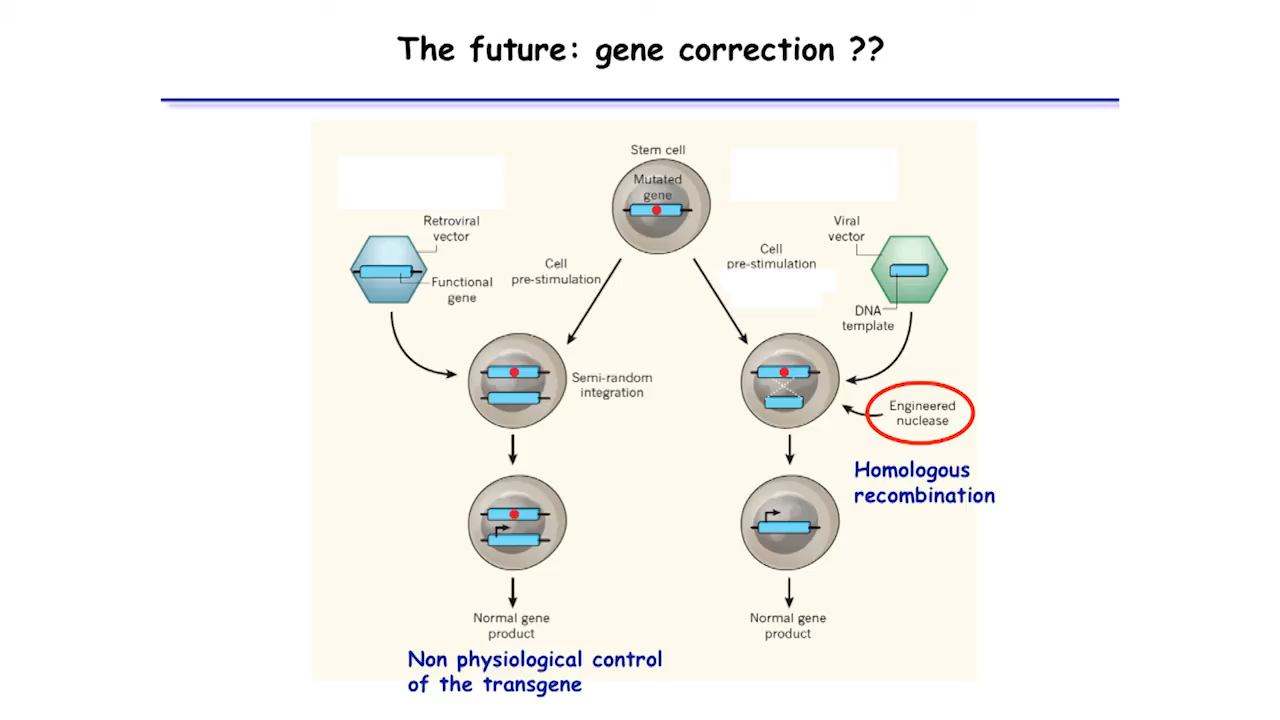 The future: gene correction ??
Stem cell
Mutated
gene
Retroviral
vector
Functional
gene
Cell
pre-stimulation
Cell
pre-stimulation
Viral
vector
DNA
template
Semi-random
integration
Engineered
nuclease
Homologous
recombination
Normal gene
product
Normal gene
product
Non physiological control
of the transgene